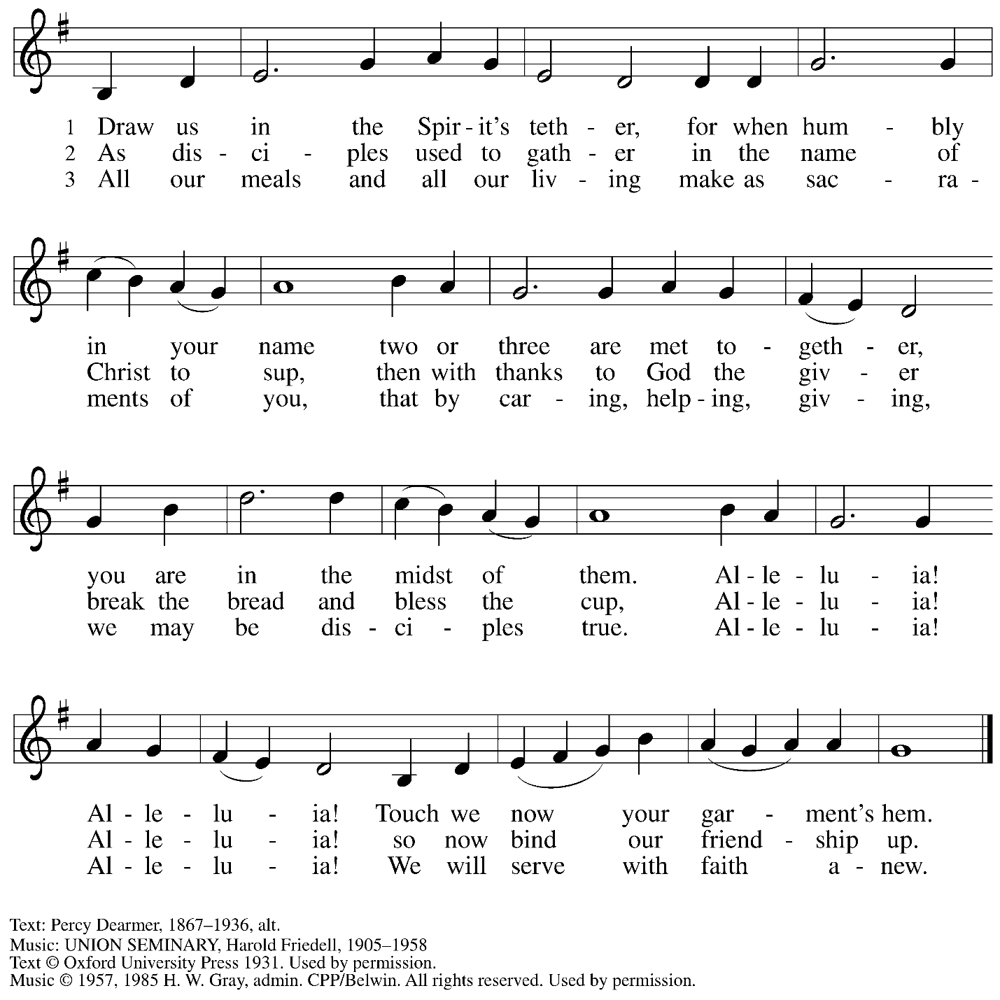 1 Draw us in the Spir - it's teth - er, for when hum - bly
2 As dis - ci - ples used to gath - er in the name of
3 All our meals and all our liv - ing make as sac - ra -
in your name two or three are met to - geth - er,
Christ to sup, then with thanks to God the giv - er
ments of you, that by car - ing, help - ing, giv - ing,
you are in the midst of them. Al - le - lu - ia!
break the bread and bless the cup, Al - le - lu - ia!
we may be dis - ci - ples true. Al - le - lu - ia!
Al - le - lu - ia! Touch we now your gar - ment's hem.
Al - le - lu - ia! so now bind our friend - ship up.
Al - le - lu - ia! We will serve with faith a - new.
Text: Percy Dearmer, 1867–1936, alt.
Music: UNION SEMINARY, Harold Friedell, 1905–1958
Text © Oxford University Press 1931. Used by permission.
Music © 1957, 1985 H. W. Gray, admin. CPP/Belwin. All rights reserved. Used by permission.